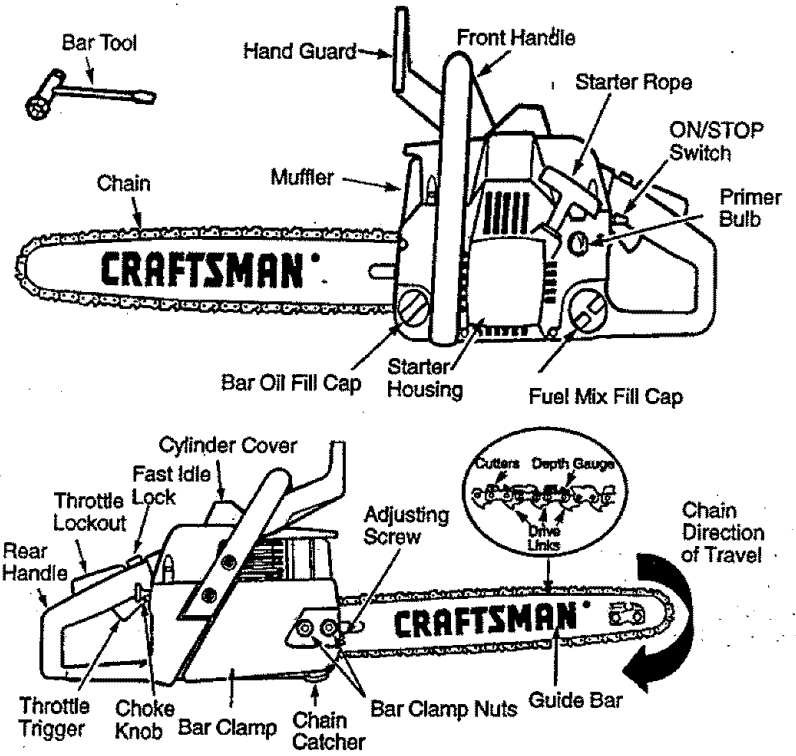 Bar Tool
Hand Guard
Front Handle
Starter Rope
ON/STOP
Switch
Primer
Bulb
Muffler
Chain
CRAFTSMAN
Bar Oil Fill Cap
Starter
Housing
Fuel Mix Fill Cap
Cylinder Cover
Fast Idle
Lock
Throttle
Lockout
Rear
Handle
Adjusting
Screw
Cutters
Depth Gauge
Drive
Links
Chain
Direction
of Travel
CRAFTSMAN
Throttle
Trigger
Choke
Knob
Bar Clamp
Chain
Catcher
Bar Clamp Nuts
Guide Bar